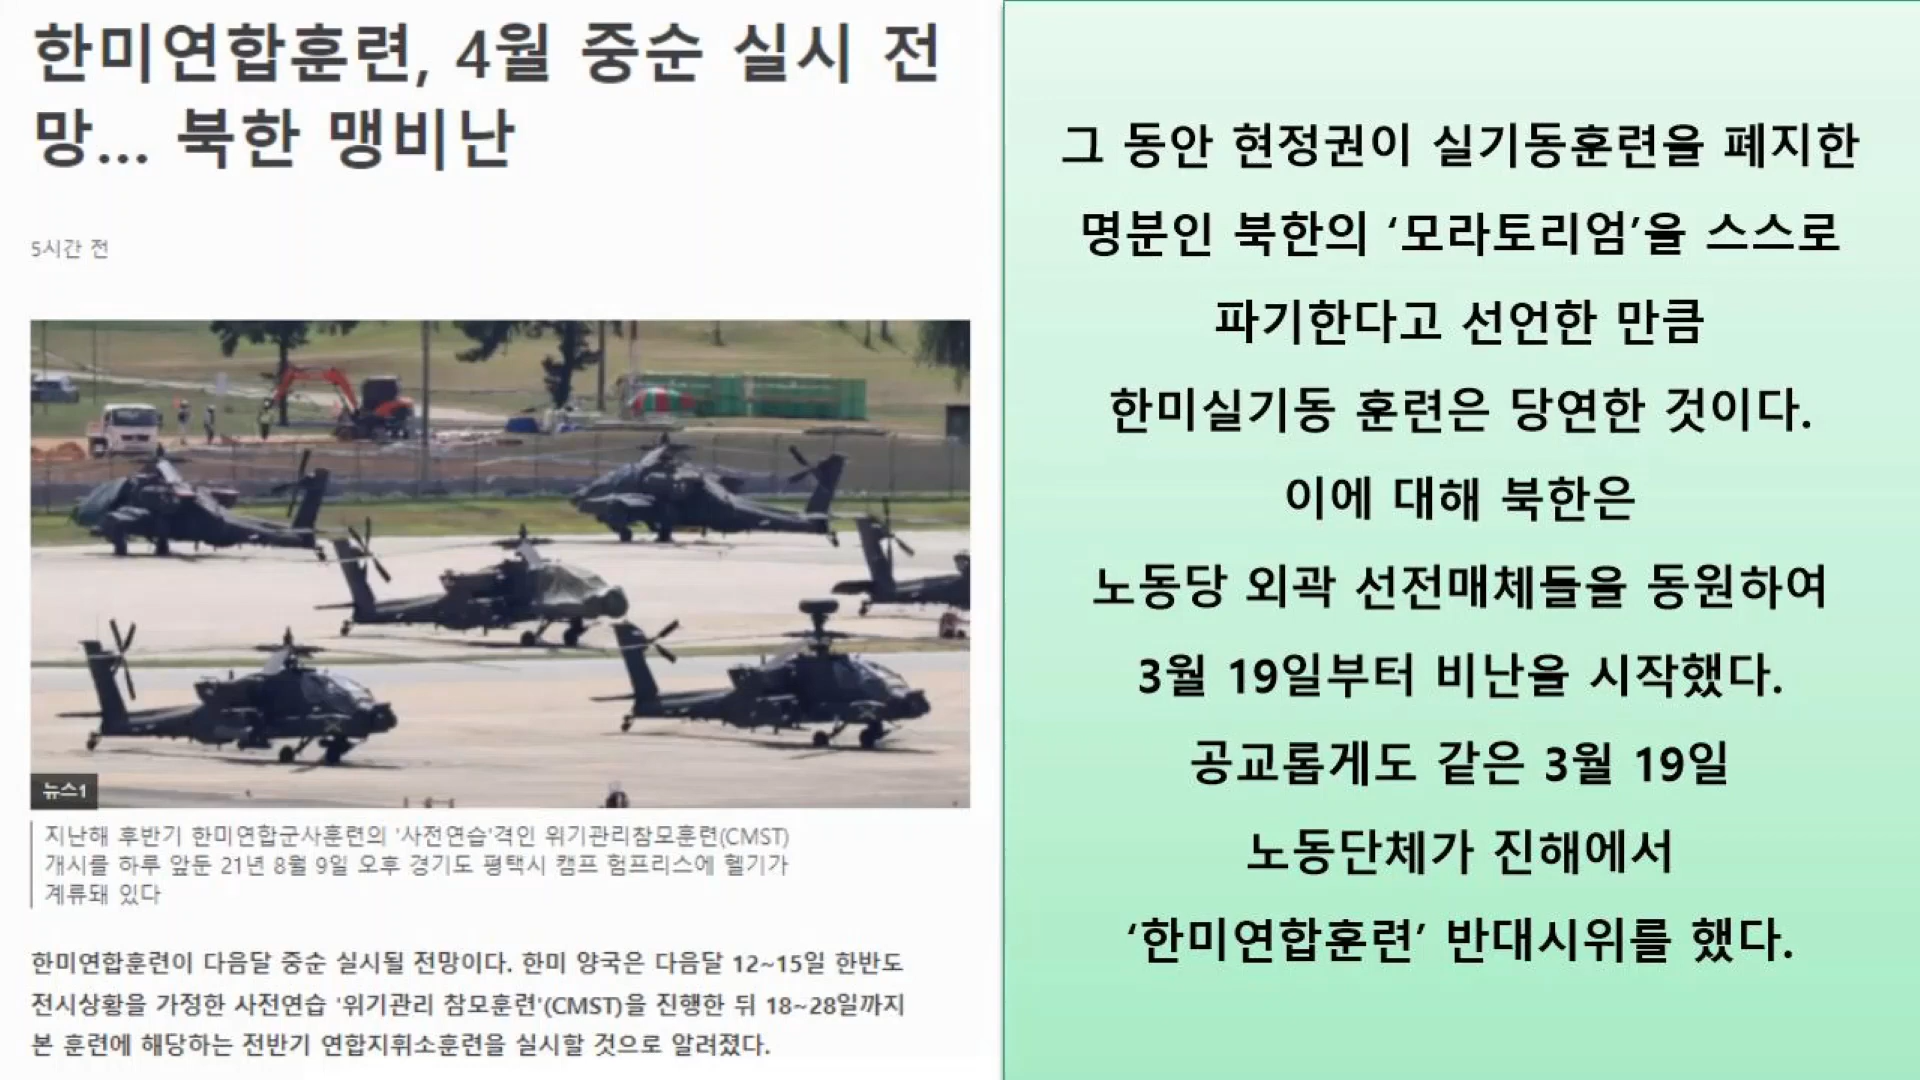 한미연합훈련, 4월 중순 실시 전
망... 북한 맹비난
5시간 전
뉴스1
지난해 후반기 한미연합군사훈련의 '사전연습'격인 위기관리참모훈련(CMST)
개시를 하루 앞둔 21년 8월 9일 오후 경기도 평택시 캠프 험프리스에 헬기가
계류돼 있다
한미연합훈련이 다음달 중순 실시될 전망이다. 한미 양국은 다음달 12~15일 한반도
전시상황을 가정한 사전연습 '위기관리 참모훈련'(CMST)을 진행한 뒤 18~28일까지
본 훈련에 해당하는 전반기 연합지휘소훈련을 실시할 것으로 알려졌다.
그 동안 현정권이 실기동훈련을 폐지한
명분인 북한의 ‘모라토리엄’을 스스로
파기한다고 선언한 만큼
한미실기동 훈련은 당연한 것이다.
이에 대해 북한은
노동당 외곽 선전매체들을 동원하여
3월 19일부터 비난을 시작했다.
공교롭게도 같은 3월 19일
노동단체가 진해에서
‘한미연합훈련’ 반대시위를 했다.